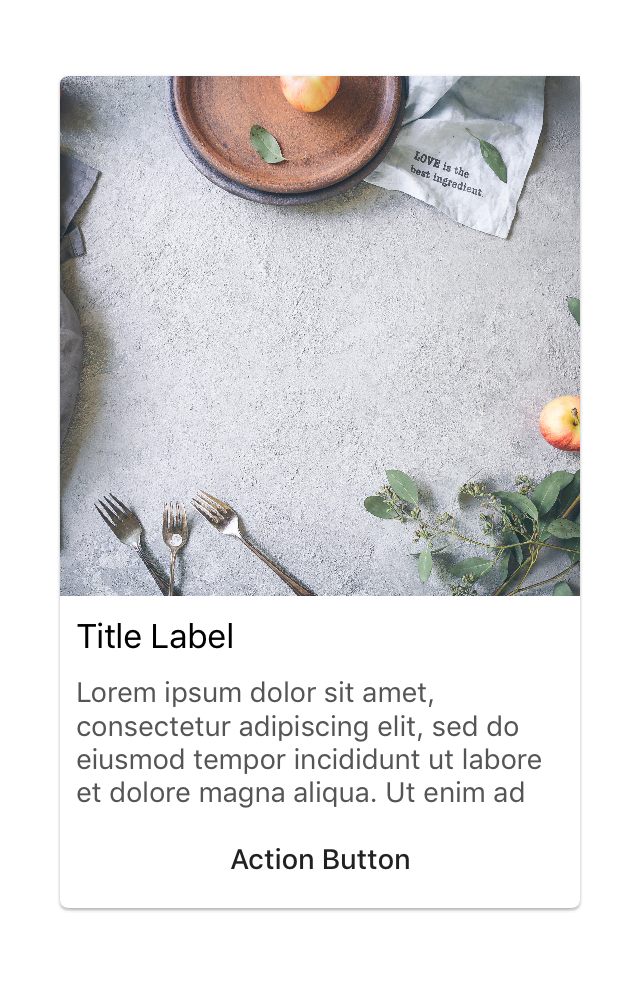 LOVE is the
best ingredient
Title Label
Lorem ipsum dolor sit amet,
consectetur adipiscing elit, sed do
eiusmod tempor incididunt ut labore
et dolore magna aliqua. Ut enim ad
Action Button